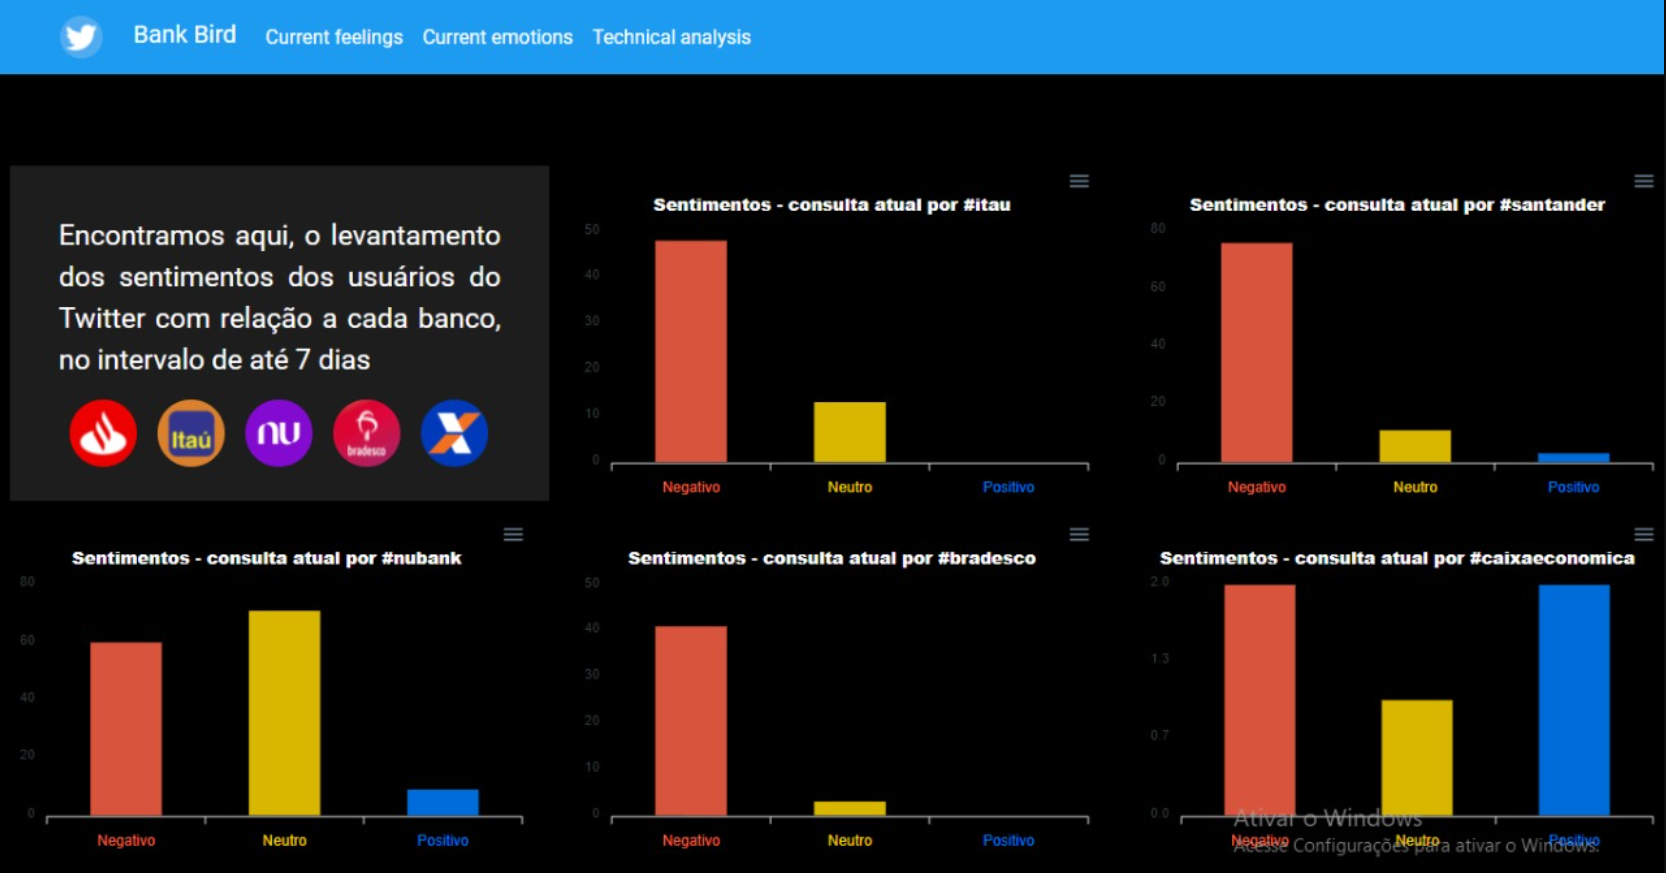 Bank Bird Current feelings Current emotions Technical analysis
Encontramos aqui, o levantamento
dos sentimentos dos usuários do
Twitter com relação a cada banco,
no intervalo de até 7 dias
Itaú
nu
bradesco
Sentimentos - consulta atual por #itau
50
40
30
20
10
0
Negativo Neutro Positivo
Sentimentos - consulta atual por #santander
80
60
40
20
0
Negativo Neutro Positivo
Sentimentos - consulta atual por #nubank
80
60
40
20
0
Negativo Neutro Positivo
Sentimentos - consulta atual por #bradesco
50
40
30
20
10
0
Negativo Neutro Positivo
Sentimentos - consulta atual por #caixaeconomica
2.0
1.3
0.7
0.0
Negativo Neutro Positivo
Ativar o Windows
Acesse Configurações para ativar o Windows.